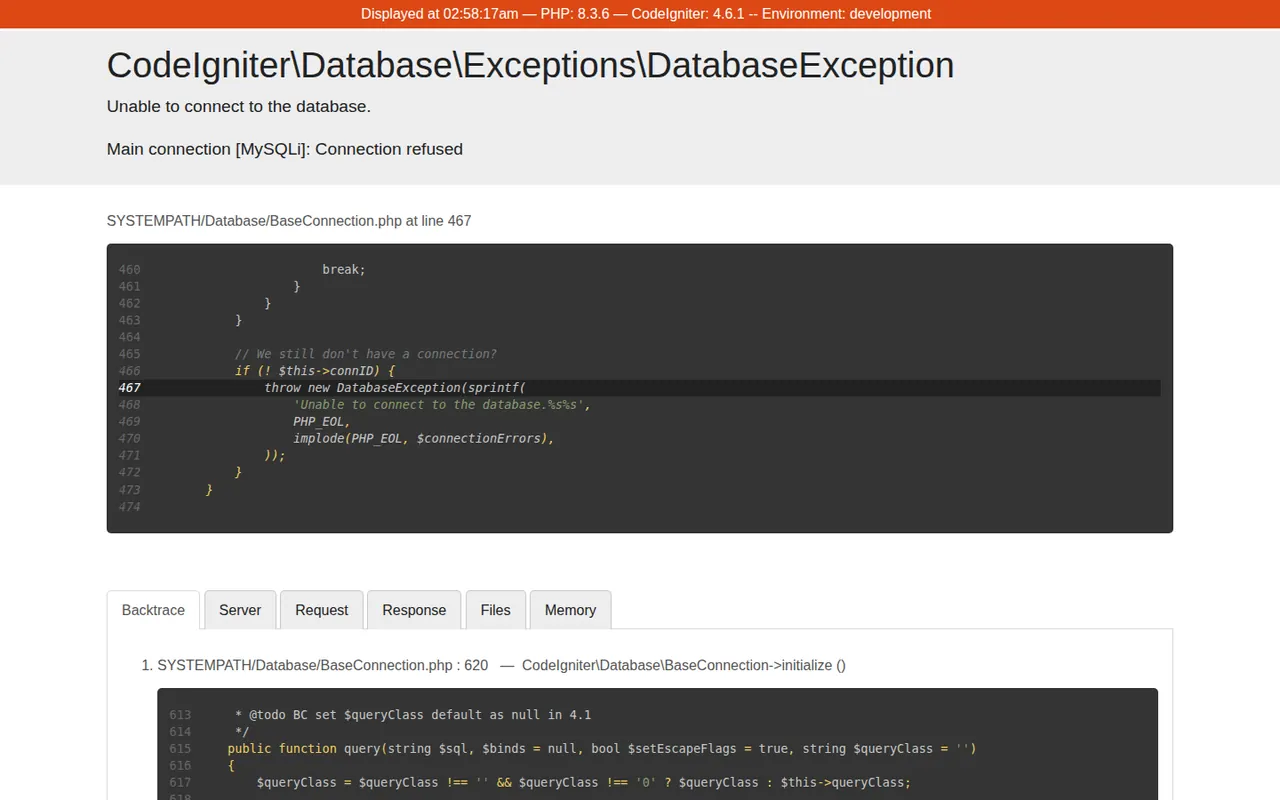 Displayed at 02:58:17am — PHP: 8.3.6 — CodeIgniter: 4.6.1 -- Environment: development
CodeIgniter\Database\Exceptions\DatabaseException
Unable to connect to the database.
Main connection [MySQLi]: Connection refused
SYSTEMPATH/Database/BaseConnection.php at line 467
460                         break;
461                     }
462                 }
463             }
464
465             // We still don't have a connection?
466             if (! $this->connID) {
467                 throw new DatabaseException(sprintf(
468                     'Unable to connect to the database.%s%s',
469                     PHP_EOL,
470                     implode(PHP_EOL, $connectionErrors),
471                 ));
472             }
473         }
474
Backtrace Server Request Response Files Memory
1. SYSTEMPATH/Database/BaseConnection.php : 620 — CodeIgniter\Database\BaseConnection->initialize ()
613      * @todo BC set $queryClass default as null in 4.1
614      */
615     public function query(string $sql, $binds = null, bool $setEscapeFlags = true, string $queryClass = '')
616     {
617         $queryClass = $queryClass !== '' && $queryClass !== '0' ? $queryClass : $this->queryClass;
618